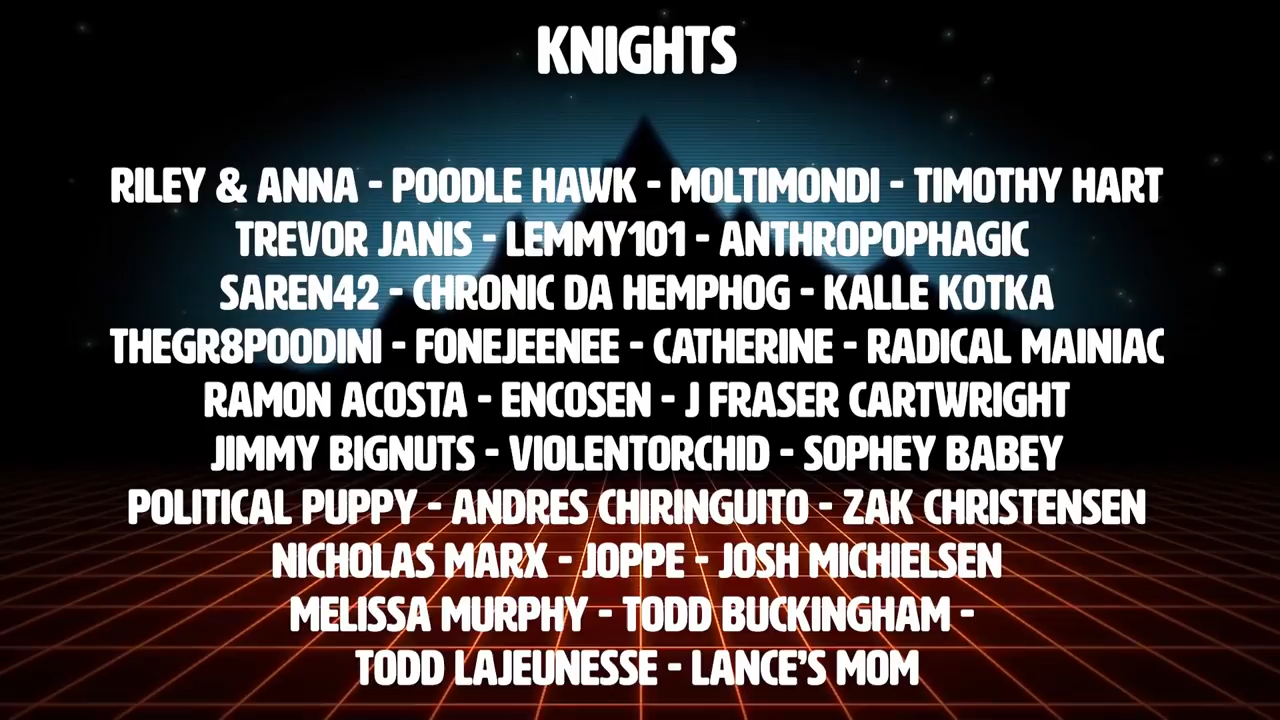 KNIGHTS
RILEY & ANNA - POODLE HAWK - MOLTIMONDI - TIMOTHY HART
TREVOR JANIS - LEMMY101 - ANTHROPOPHAGIC
SAREN42 - CHRONIC DA HEMPHOG - KALLE KOTKA
THEGR8POODINI - FONEJEENEE - CATHERINE - RADICAL MAINIAC
RAMON ACOSTA - ENCOSEN - J FRASER CARTWRIGHT
JIMMY BIGNUTS - VIOLENTORCHID - SOPHEY BABEY
POLITICAL PUPPY - ANDRES CHIRINGUITO - ZAK CHRISTENSEN
NICHOLAS MARX - JOPPE - JOSH MICHIELSEN
MELISSA MURPHY - TODD BUCKINGHAM -
TODD LAJEUNESSE - LANCE'S MOM